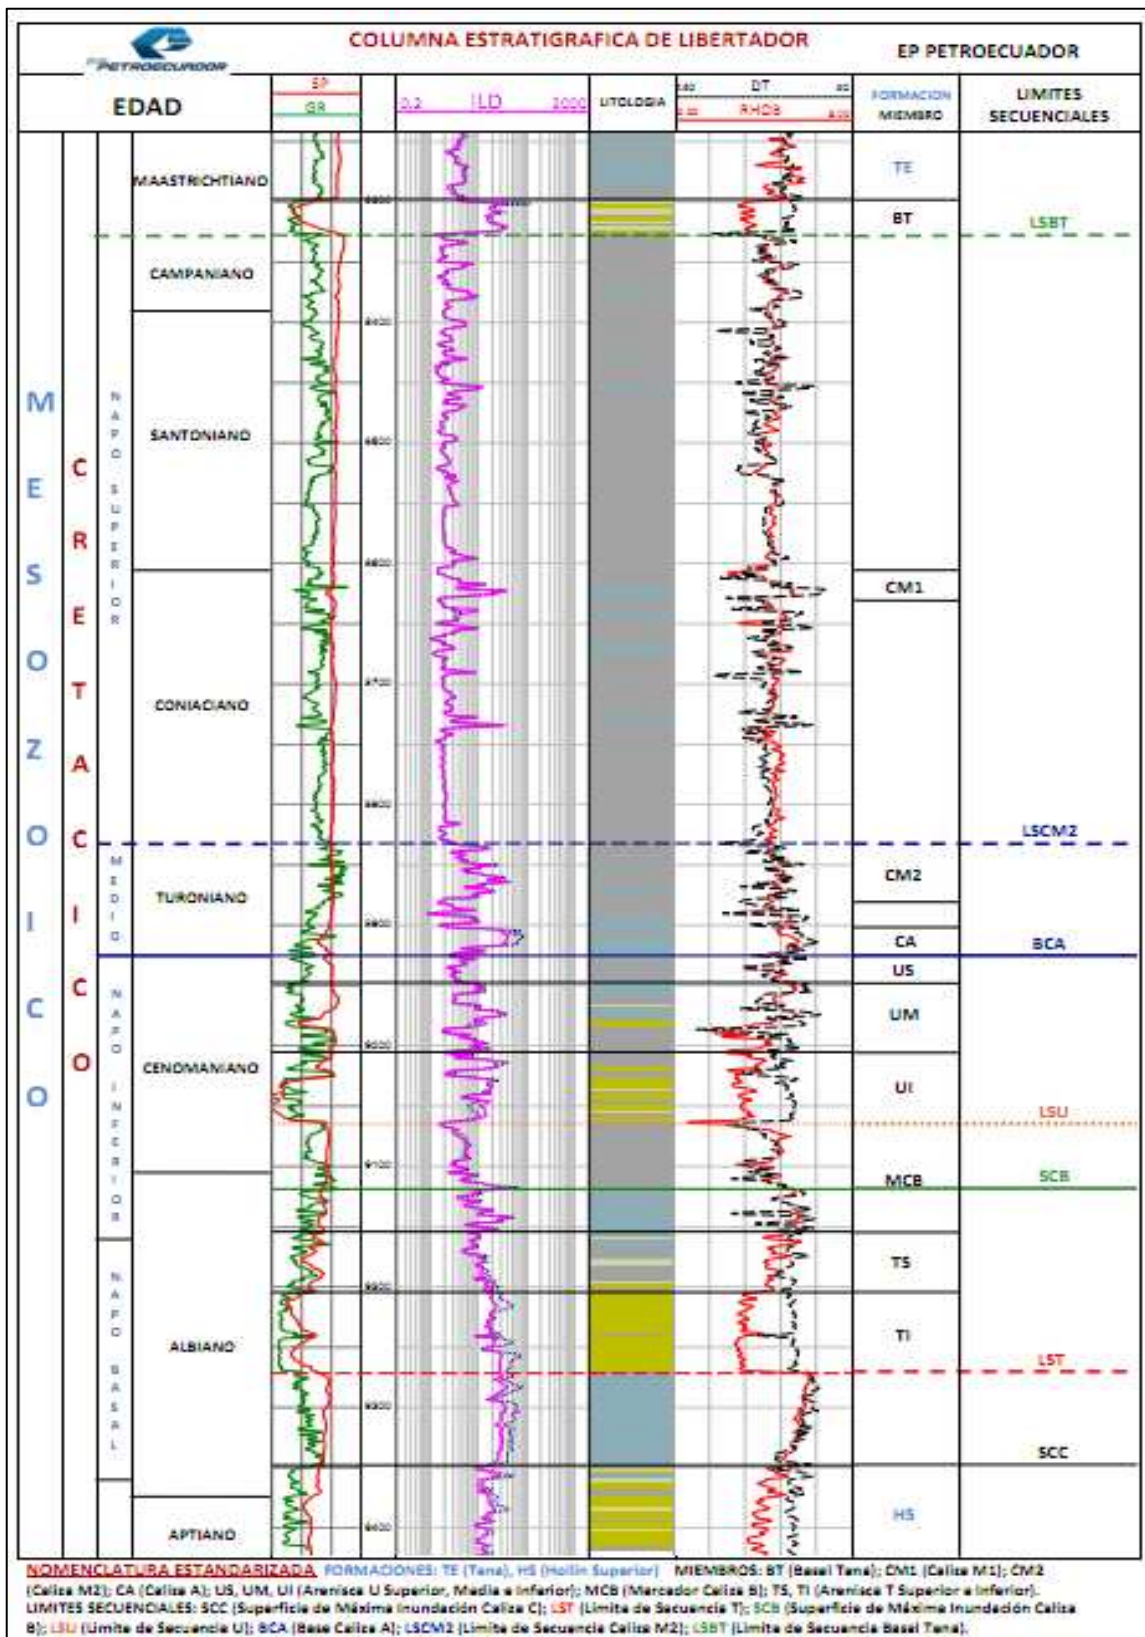 COLUMNA ESTRATIGRAFICA DE LIBERTADOR
EP PETROECUADOR
PETROECUADOR
EDAD
SP
GR
0.2 ILD 2000
LITOLOGIA
DT
RHOB
FORMACION
MIEMBRO
LIMITES
SECUENCIALES
MESOZOICO
CRETACICO
NAPO SUPERIOR
MEDIO
NAPO INFERIOR
NAPO BASAL
MAASTRICHTIANO
CAMPANIANO
SANTONIANO
CONIACIANO
TURONIANO
CENOMANIANO
ALBIANO
APTIANO
TE
BT
CM1
CM2
CA
US
UM
UI
MCB
TS
TI
HS
LSBT
LSCM2
BCA
LSU
SCB
LST
SCC
NOMENCLATURA ESTANDARIZADA FORMACIONES: TE (Tena), HS (Hollin Superior) MIEMBROS: BT (Basal Tena); CM1 (Caliza M1); CM2
(Caliza M2); CA (Caliza A); US, UM, UI (Arenisca U Superior, Media e Inferior); MCB (Marcador Caliza B); TS, TI (Arenisca T Superior e Inferior).
LIMITES SECUENCIALES: SCC (Superficie de Máxima Inundación Caliza C); LST (Limite de Secuencia T); SCB (Superficie de Máxima Inundación Caliza
B); LSU (Limite de Secuencia U); BCA (Base Caliza A); LSCM2 (Limite de Secuencia Caliza M2); LSBT (Limite de Secuencia Basal Tena).